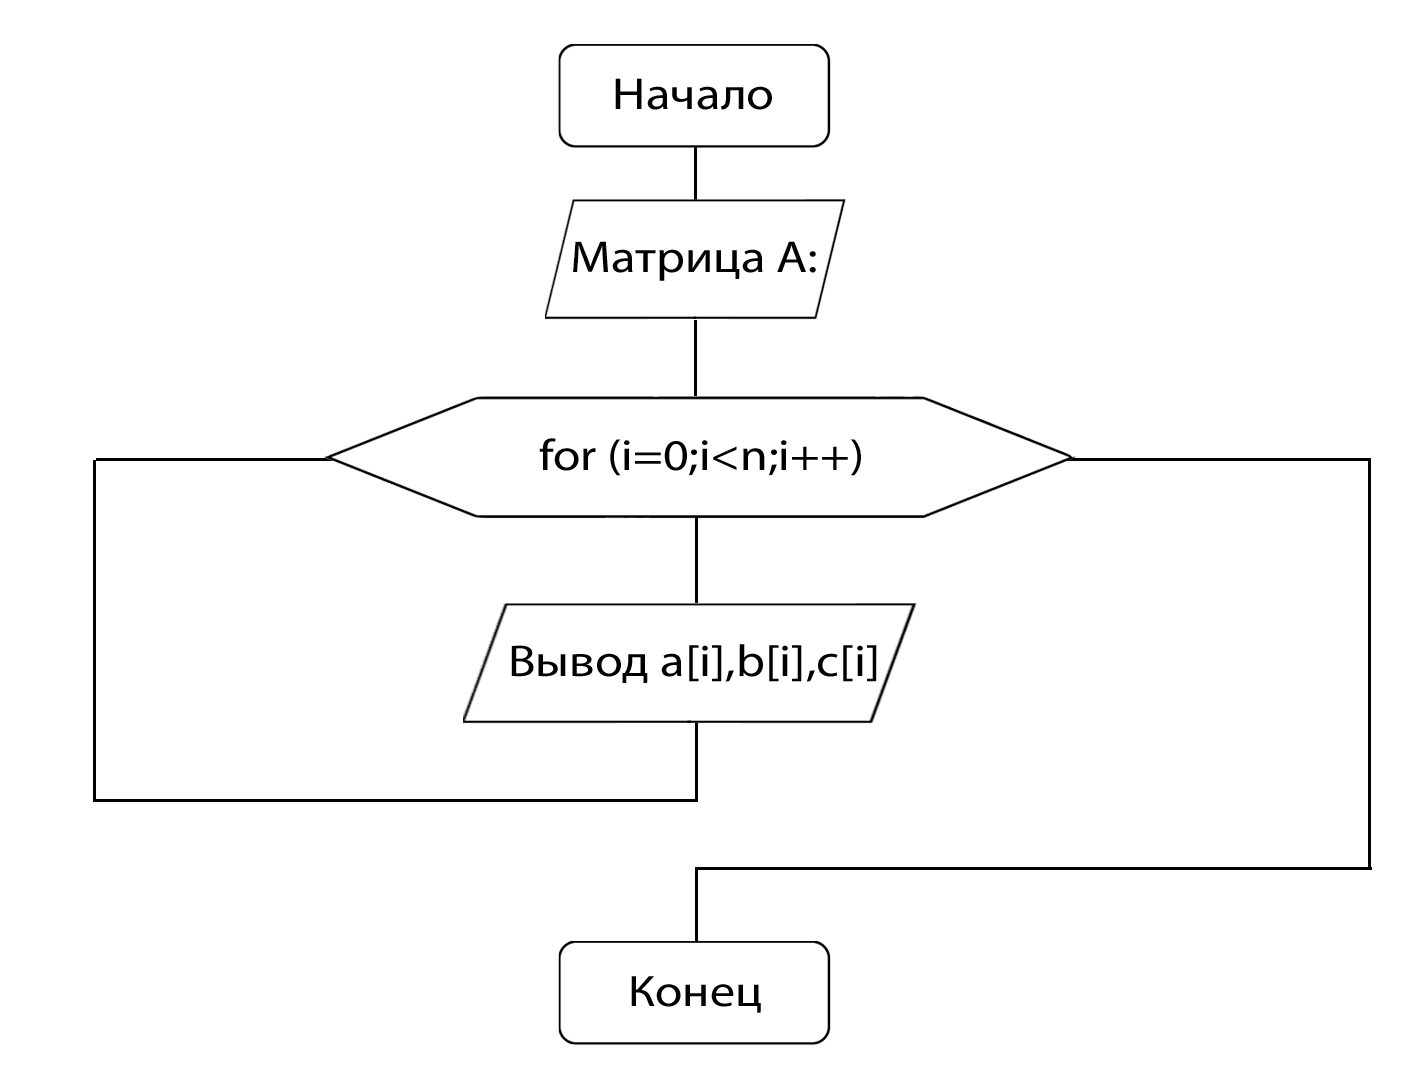 Начало
Матрица А:
for (i=0;i<n;i++)
Вывод a[i],b[i],c[i]
Конец